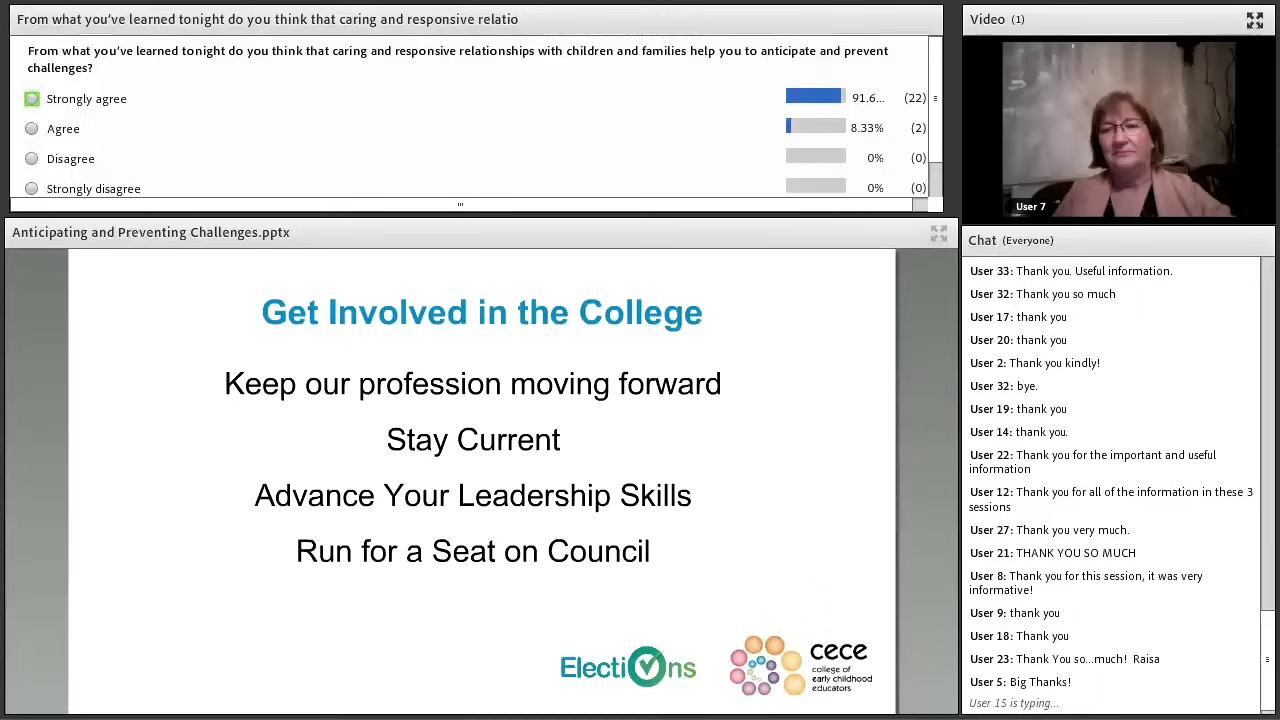 From what you've learned tonight do you think that caring and responsive relatio
From what you've learned tonight do you think that caring and responsive relationships with children and families help you to anticipate and prevent
challenges?
Strongly agree 91.6... (22)
Agree 8.33% (2)
Disagree 0% (0)
Strongly disagree 0% (0)
Anticipating and Preventing Challenges.pptx
Get Involved in the College
Keep our profession moving forward
Stay Current
Advance Your Leadership Skills
Run for a Seat on Council
Electi ns
cece
college of
early childhood
educators
Video (1)
User 7
Chat (Everyone)
User 33: Thank you. Useful information.
User 32: Thank you so much
User 17: thank you
User 20: thank you
User 2: Thank you kindly!
User 32: bye.
User 19: thank you
User 14: thank you.
User 22: Thank you for the important and useful
information
User 12: Thank you for all of the information in these 3
sessions
User 27: Thank you very much.
User 21: THANK YOU SO MUCH
User 8: Thank you for this session, it was very
informative!
User 9: thank you
User 18: Thank you
User 23: Thank You so...much! Raisa
User 5: Big Thanks!
User 15 is typing...